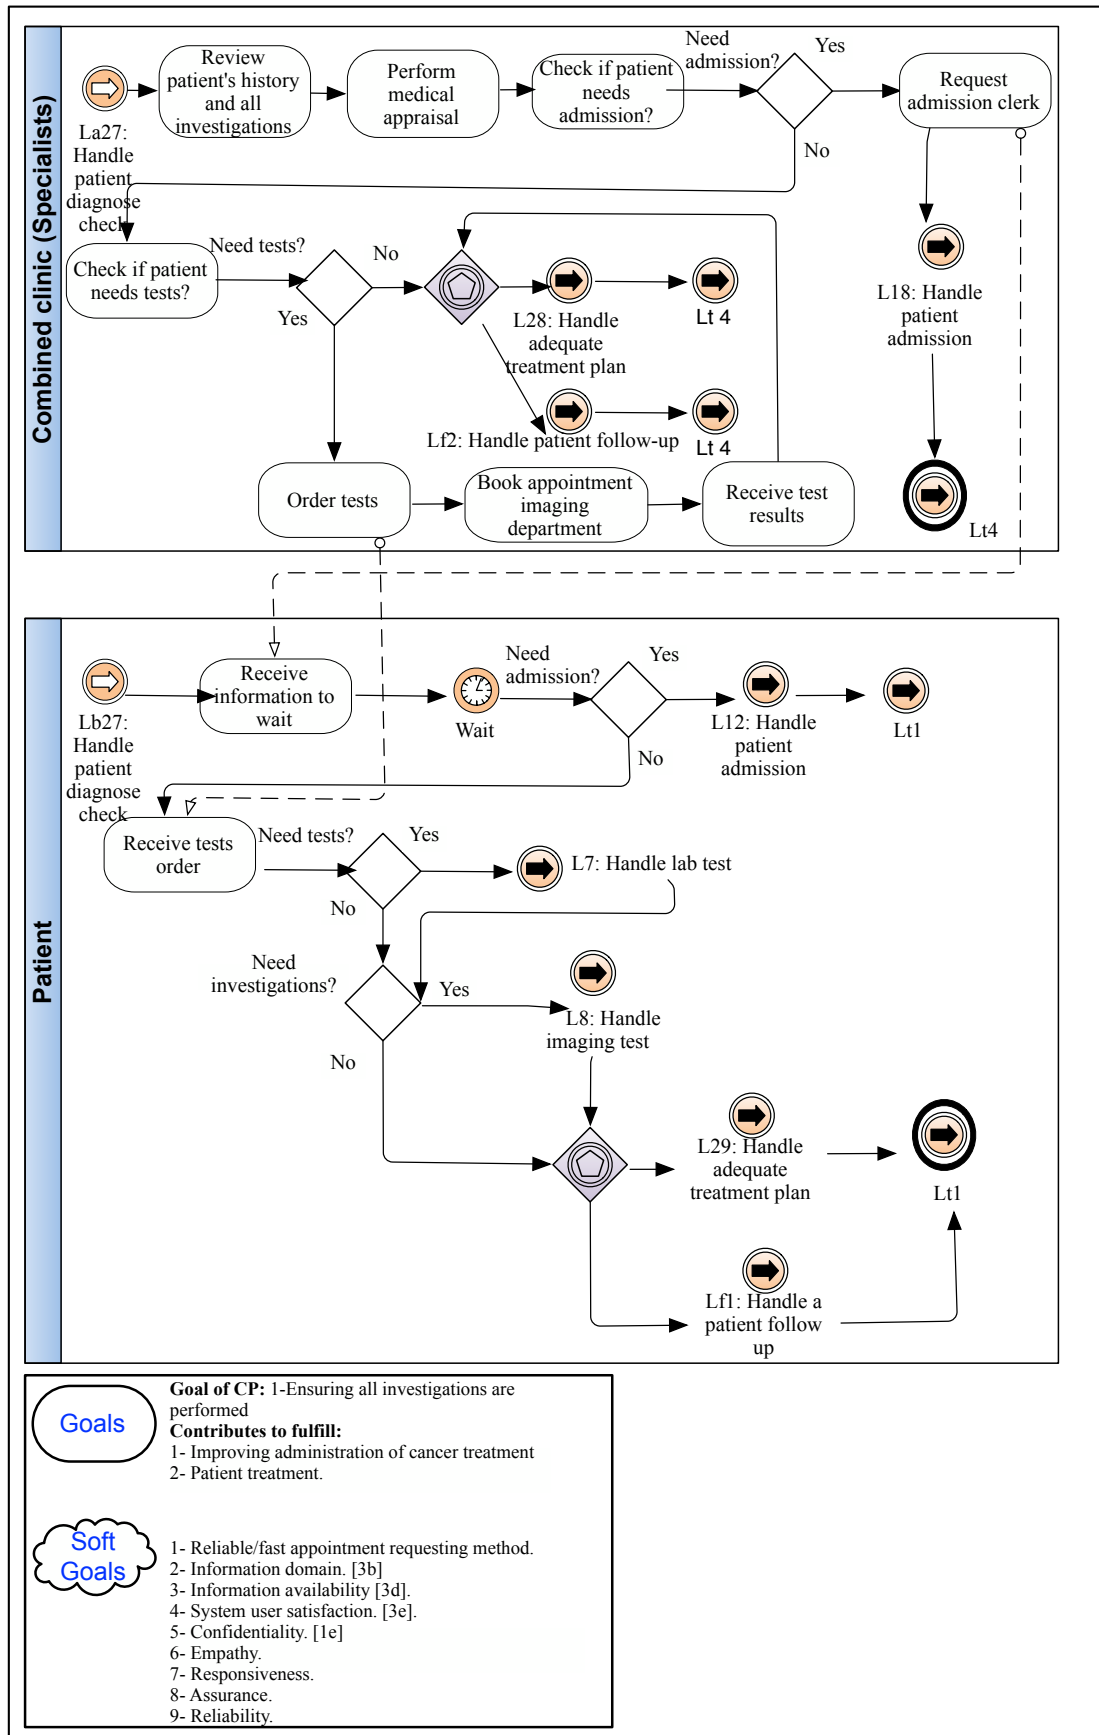 Combined clinic (Specialists)
La27:
Handle
patient
diagnose
check
Review
patient's history
and all
investigations
Perform
medical
appraisal
Check if patient
needs
admission?
Need
admission?
Yes
No
Request
admission clerk
L18: Handle
patient
admission
Lt4
Check if patient
needs tests?
Need tests?
No
Yes
L28: Handle
adequate
treatment plan
Lt 4
Lf2: Handle patient follow-up
Lt 4
Order tests
Book appointment
imaging
department
Receive test
results
Patient
Lb27:
Handle
patient
diagnose
check
Receive
information to
wait
Wait
Need
admission?
Yes
No
L12: Handle
patient
admission
Lt1
Receive tests
order
Need tests?
Yes
No
L7: Handle lab test
Need
investigations?
Yes
No
L8: Handle
imaging test
L29: Handle
adequate
treatment plan
Lt1
Lf1: Handle a
patient follow
up
Goals
Goal of CP: 1-Ensuring all investigations are
performed
Contributes to fulfill:
1- Improving administration of cancer treatment
2- Patient treatment.
Soft
Goals
1- Reliable/fast appointment requesting method.
2- Information domain. [3b]
3- Information availability [3d].
4- System user satisfaction. [3e].
5- Confidentiality. [1e]
6- Empathy.
7- Responsiveness.
8- Assurance.
9- Reliability.